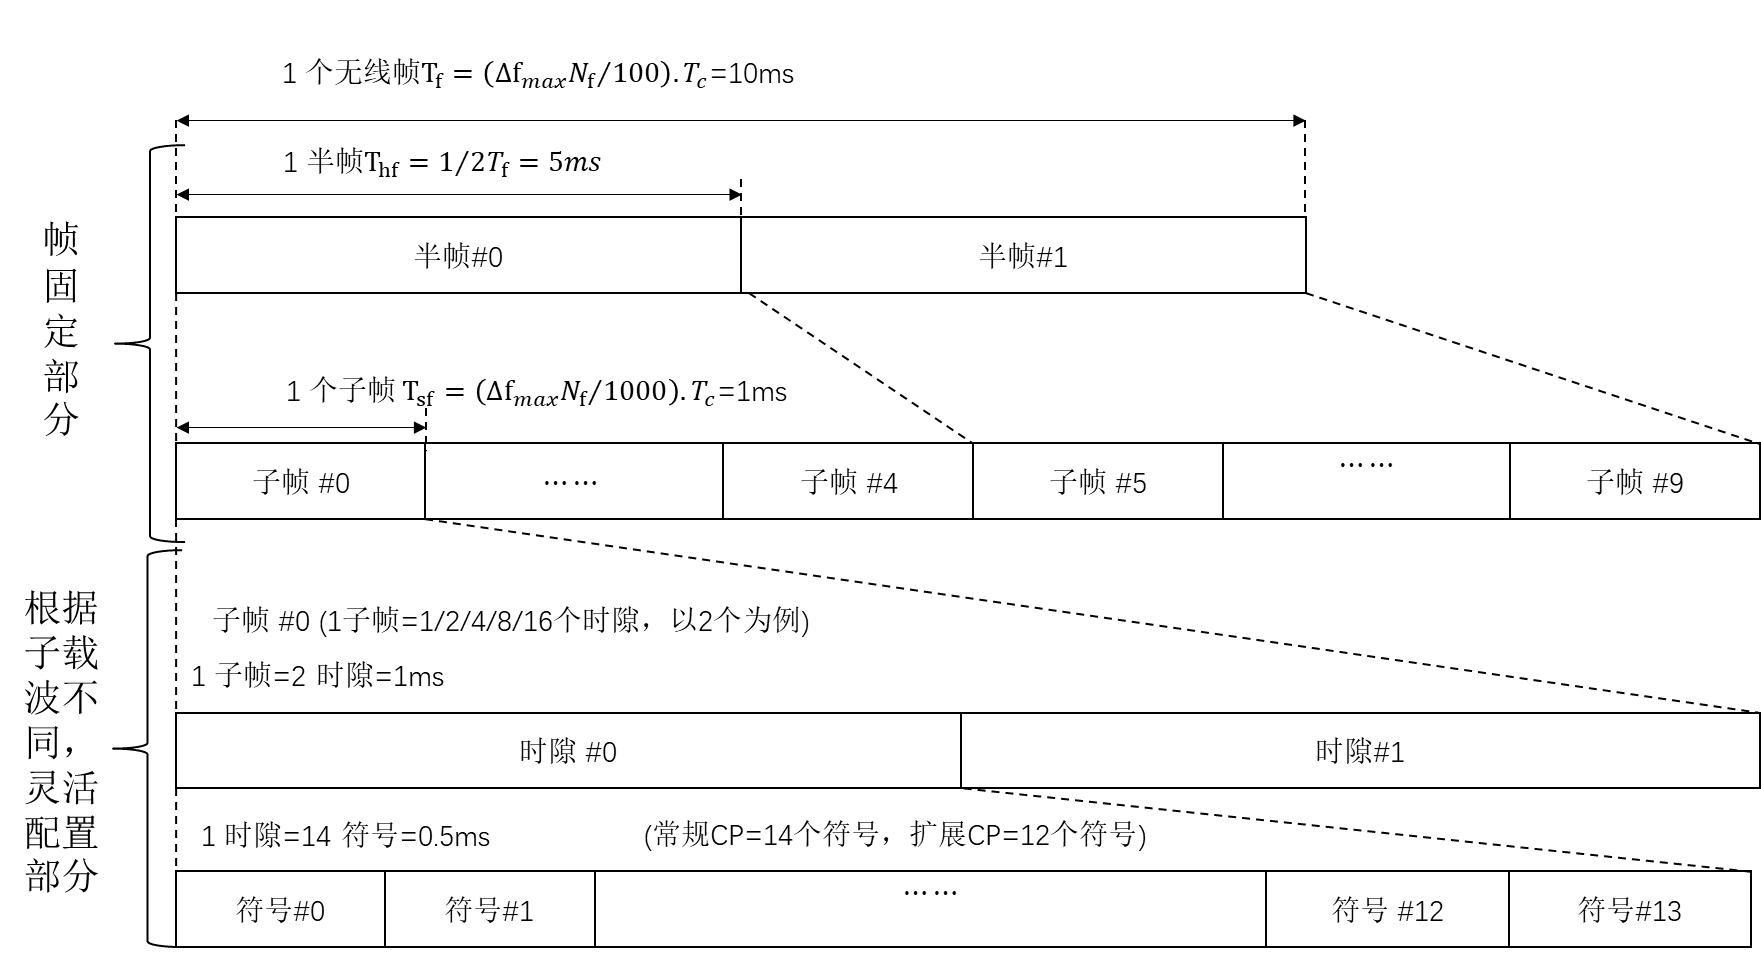 1 个无线帧T_f = (Δf_max N_f/100). T_c=10ms
1 半帧T_hf = 1/2T_f = 5ms
半帧#0
半帧#1
帧
固
定
部
分
1 个子帧 T_sf = (Δf_max N_f/1000). T_c=1ms
子帧 #0
……
子帧 #4
子帧 #5
……
子帧 #9
根据
子载
波不
同，
灵活
配置
部分
子帧 #0 (1子帧=1/2/4/8/16个时隙，以2个为例)
1 子帧=2 时隙=1ms
时隙 #0
时隙#1
1 时隙=14 符号=0.5ms
(常规CP=14个符号，扩展CP=12个符号)
符号#0
符号#1
……
符号 #12
符号#13